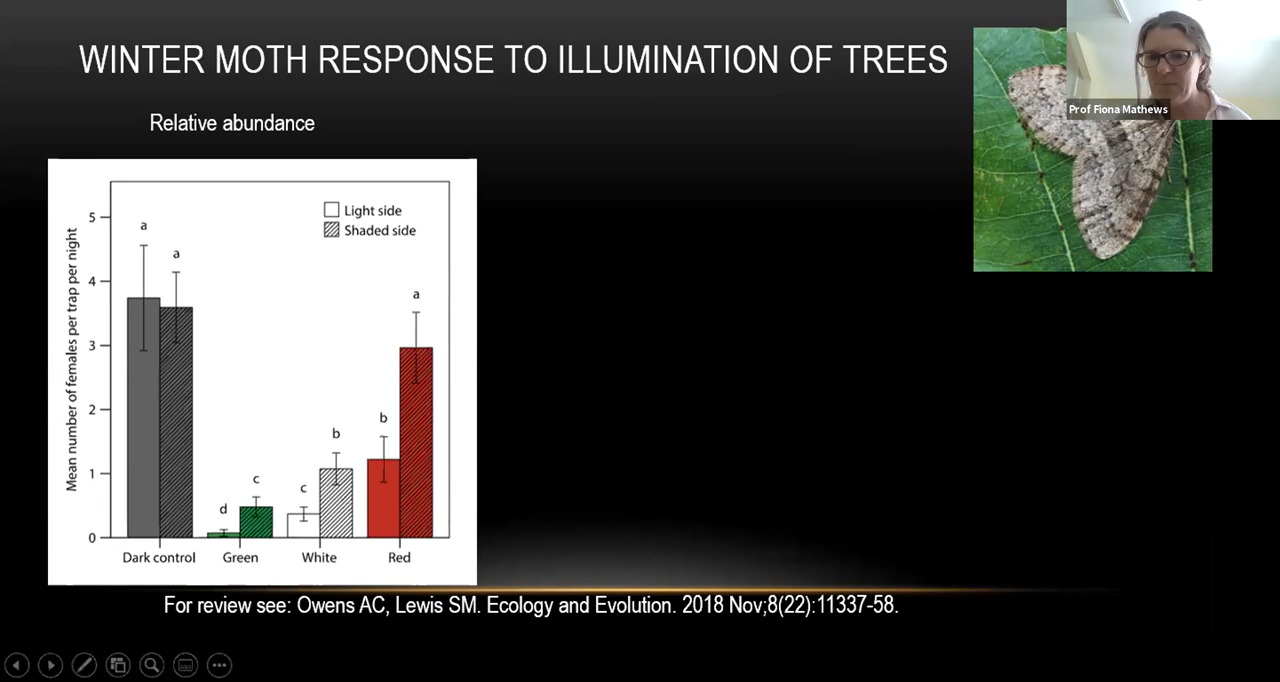 WINTER MOTH RESPONSE TO ILLUMINATION OF TREES
Prof Fiona Mathews
Relative abundance
Mean number of females per trap per night
5
4
3
2
1
0
Light side
Shaded side
a
a
d
c
c
b
b
a
Dark control
Green
White
Red
For review see: Owens AC, Lewis SM. Ecology and Evolution. 2018 Nov;8(22):11337-58.